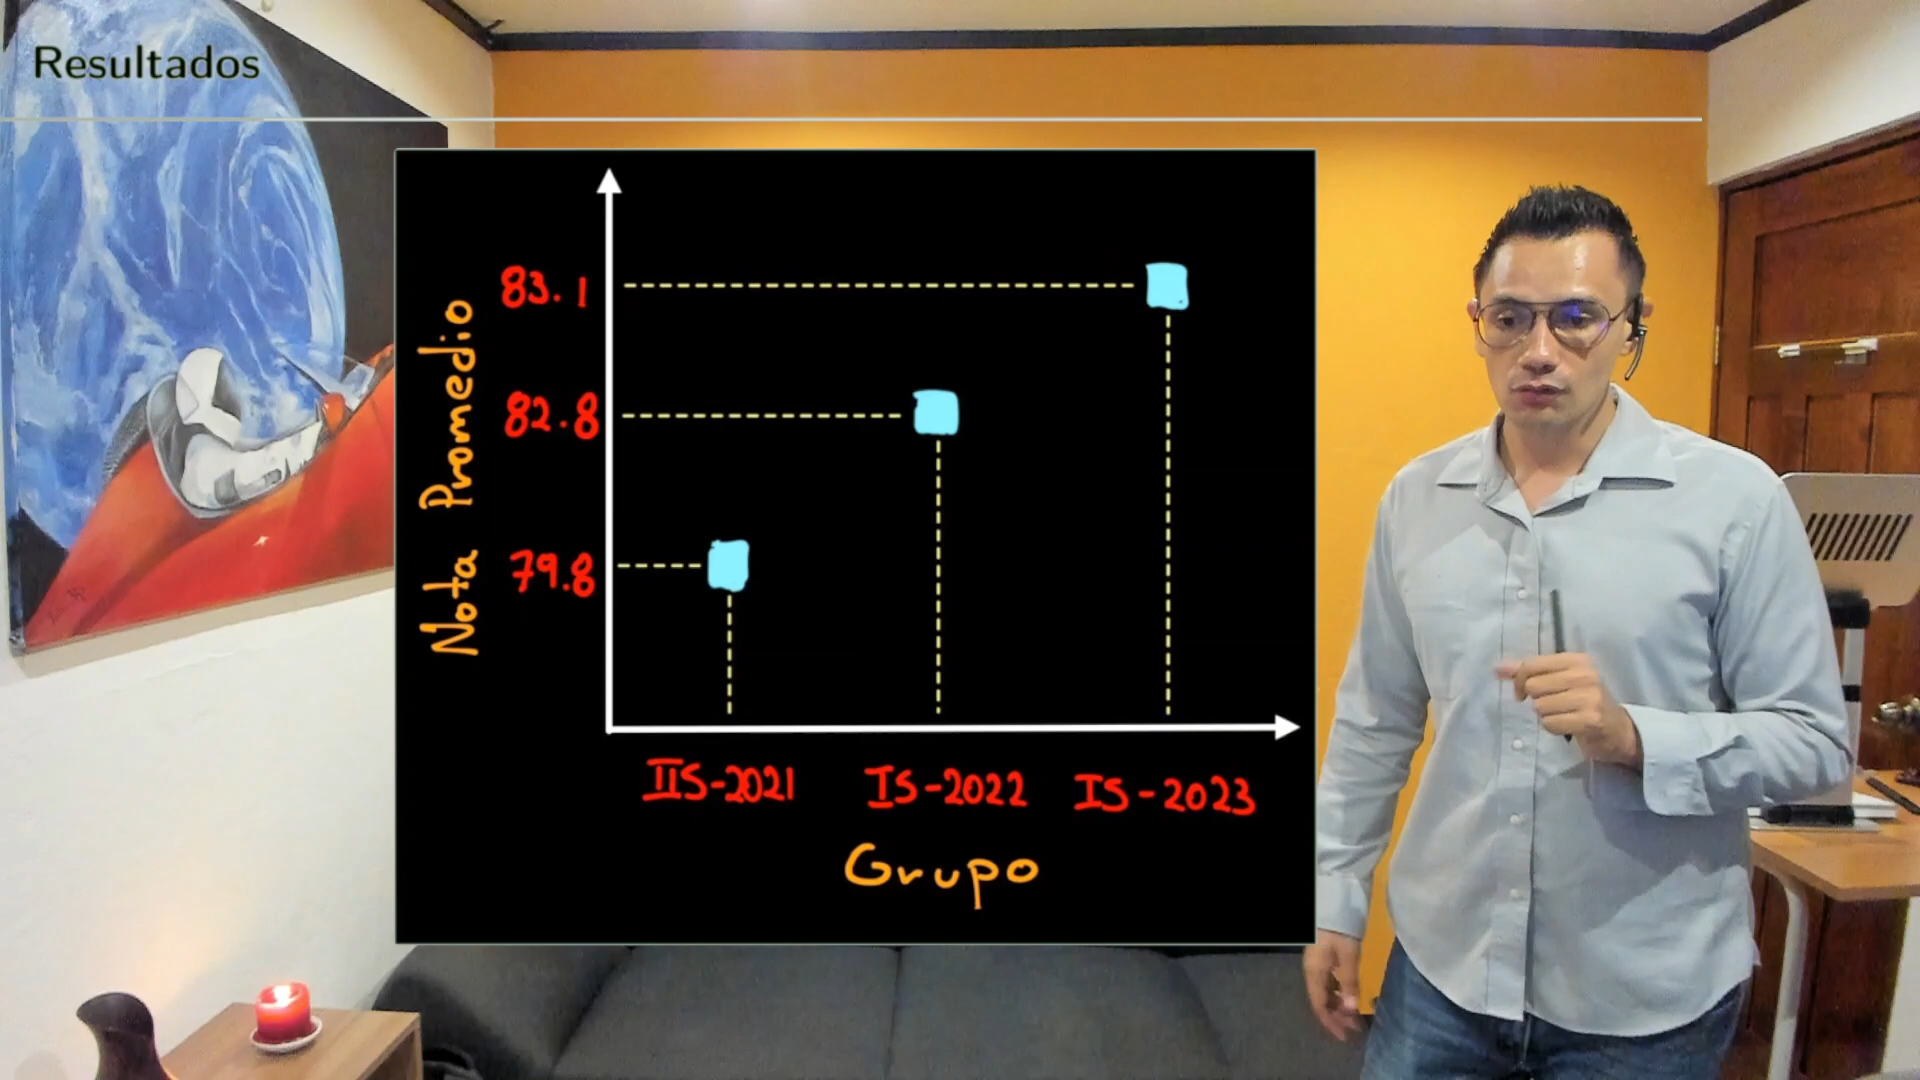 Resultados
Nota Promedio
83.1
82.8
79.8
IIS-2021
IS-2022
IS-2023
Grupo